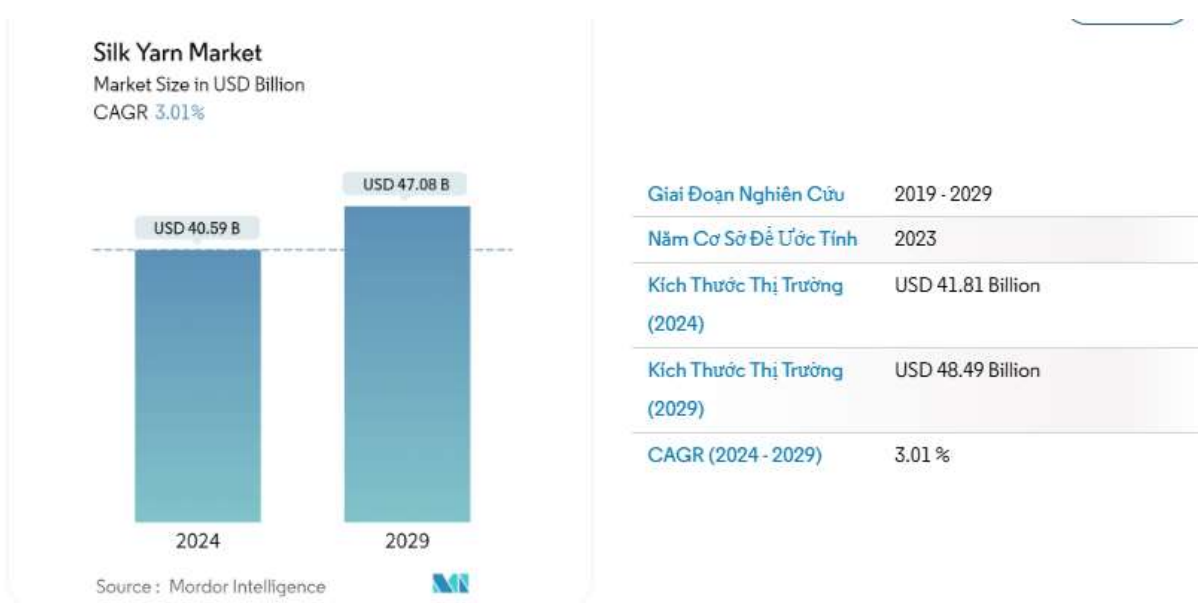 Silk Yarn Market
Market Size in USD Billion
CAGR 3.01%
USD 40.59 B
USD 47.08 B
2024
2029
Source : Mordor Intelligence
Giai Đoạn Nghiên Cứu 2019 - 2029
Năm Cơ Sở Để Ước Tính 2023
Kích Thước Thị Trường USD 41.81 Billion
(2024)
Kích Thước Thị Trường USD 48.49 Billion
(2029)
CAGR (2024 - 2029) 3.01 %